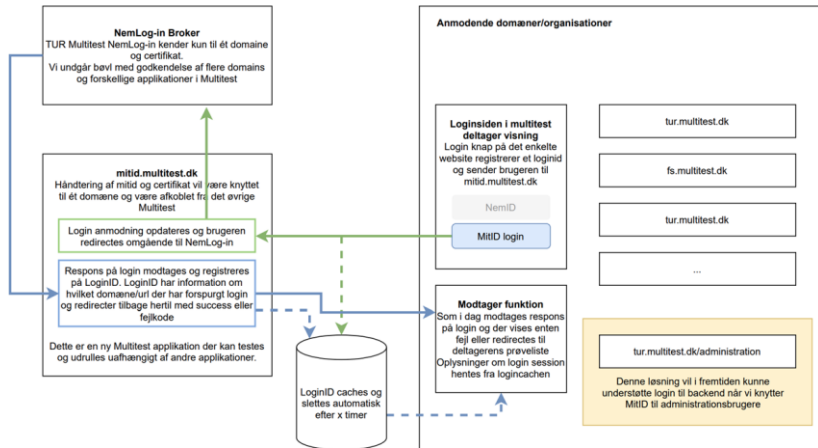 NemLog-in Broker
TUR Multitest NemLog-in kender kun til ét domaine
og certifikat.
Vi undgår bøvl med godkendelse af flere domains
og forskellige applikationer i Multitest
mitid.multitest.dk
Håndtering af mitid og certifikat vil være knyttet
til ét domæne og være afkoblet fra det øvrige
Multitest
Login anmodning opdateres og brugeren
redirectes omgående til NemLog-in
Respons på login modtages og registreres
på LoginID. LoginID har information om
hvilket domæne/url der har forspurgt login
og redirecter tilbage hertil med success eller
fejlkode
Dette er en ny Multitest applikation der kan testes
og udrulles uafhængigt af andre applikationer.
LoginID caches og
slettes automatisk
efter x timer
Anmodende domæner/organisationer
Loginsiden i multitest
deltager visning
Login knap på det enkelte
website registrerer et loginid
og sender brugeren til
mitid.multitest.dk
NemID
MitID login
Modtager funktion
Som i dag modtages respons
på login og der vises enten
fejl eller redirectes til
deltagerens prøveliste
Oplysninger om login session
hentes fra logincachen
tur.multitest.dk
fs.multitest.dk
tur.multitest.dk
...
tur.multitest.dk/administration
Denne løsning vil i fremtiden kunne
understøtte login til backend når vi knytter
MitID til administrationsbrugere